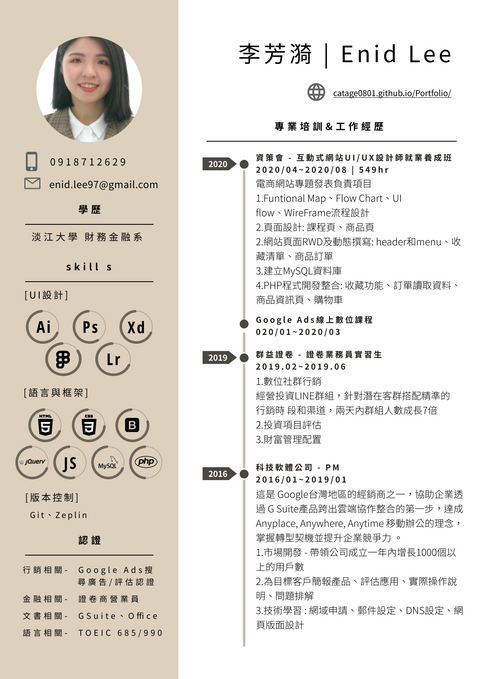 李芳漪 | Enid Lee
catage0801.github.io/Portfolio/
0918712629
enid.lee97@gmail.com
學歷
淡江大學 財務金融系
skill s
[UI設計]
Ai
Ps
Xd
Lr
[語言與框架]
HTML
5
CSS
3
B
jQuery
JS
MySQL
php
[版本控制]
Git、Zeplin
認證
行銷相關- Google Ads搜
尋廣告/評估認證
金融相關- 證卷商營業員
文書相關- GSuite、Office
語言相關- TOEIC 685/990
專業培訓&工作經歷
2020
資策會 - 互動式網站UI/UX設計師就業養成班
2020/04~2020/08 | 549hr
電商網站專題發表負責項目
1.Funtional Map、Flow Chart、UI
flow、WireFrame流程設計
2.頁面設計: 課程頁、商品頁
2.網站頁面RWD及動態撰寫: header和menu、收
藏清單、商品訂單
3.建立MySQL資料庫
4.PHP程式開發整合: 收藏功能、訂單讀取資料、
商品資訊頁、購物車
Google Ads線上數位課程
020/01~2020/03
2019
群益證卷 - 證卷業務員實習生
2019.02~2019.06
1.數位社群行銷
經營投資LINE群組，針對潛在客群搭配精準的
行銷時 段和渠道，兩天內群組人數成長7倍
2.投資項目評估
3.財富管理配置
2016
科技軟體公司 - PM
2016/01~2019/01
這是 Google台灣地區的經銷商之一，協助企業透
過 G Suite產品跨出雲端協作整合的第一步，達成
Anyplace, Anywhere, Anytime 移動辦公的理念，
掌握轉型契機並提升企業競爭力 。
1.市場開發 - 帶領公司成立一年內增長1000個以
上的用戶數
2.為目標客戶簡報產品、評估應用、實際操作說
明、問題排解
3.技術學習 : 網域申請、郵件設定、DNS設定、網
頁版面設計